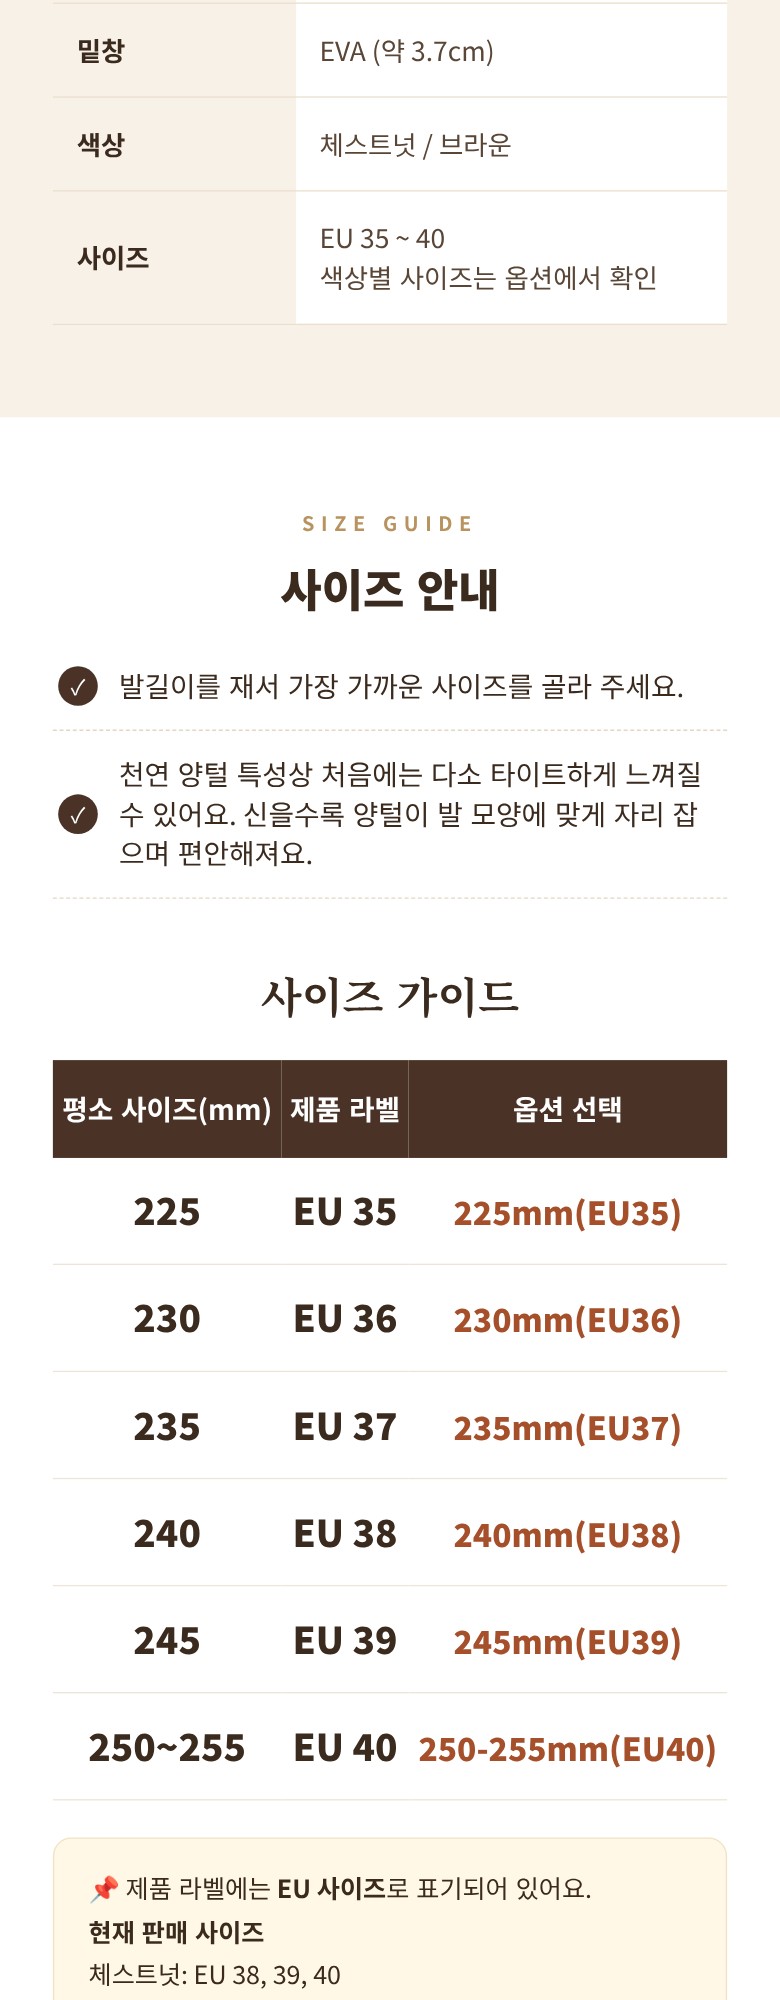 밑창
EVA (약 3.7cm)
색상
체스트넛 / 브라운
사이즈
EU 35 ~ 40
색상별 사이즈는 옵션에서 확인
SIZE GUIDE
사이즈 안내
발길이를 재서 가장 가까운 사이즈를 골라 주세요.
천연 양털 특성상 처음에는 다소 타이트하게 느껴질
수 있어요. 신을수록 양털이 발 모양에 맞게 자리 잡
으며 편안해져요.
사이즈 가이드
평소 사이즈(mm) 제품 라벨 옵션 선택
225 EU 35 225mm(EU35)
230 EU 36 230mm(EU36)
235 EU 37 235mm(EU37)
240 EU 38 240mm(EU38)
245 EU 39 245mm(EU39)
250~255 EU 40 250-255mm(EU40)
📌 제품 라벨에는 EU 사이즈로 표기되어 있어요.
현재 판매 사이즈
체스트넛: EU 38, 39, 40